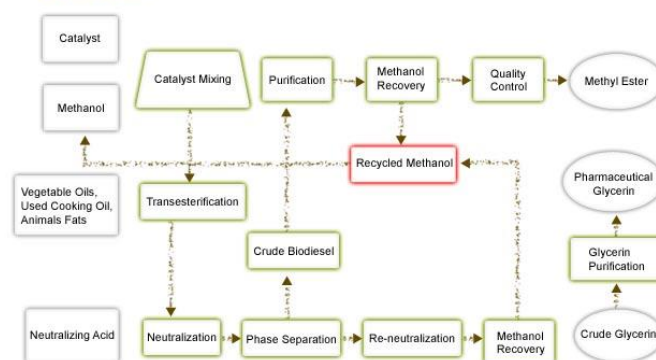 Catalyst
Catalyst Mixing
Purification
Methanol
Recovery
Quality
Control
Methyl Ester
Methanol
Recycled Methanol
Vegetable Oils,
Used Cooking Oil,
Animals Fats
Transesterification
Pharmaceutical
Glycerin
Crude Biodiesel
Glycerin
Purification
Neutralizing Acid
Neutralization
Phase Separation
Re-neutralization
Methanol
Recovery
Crude Glycerin